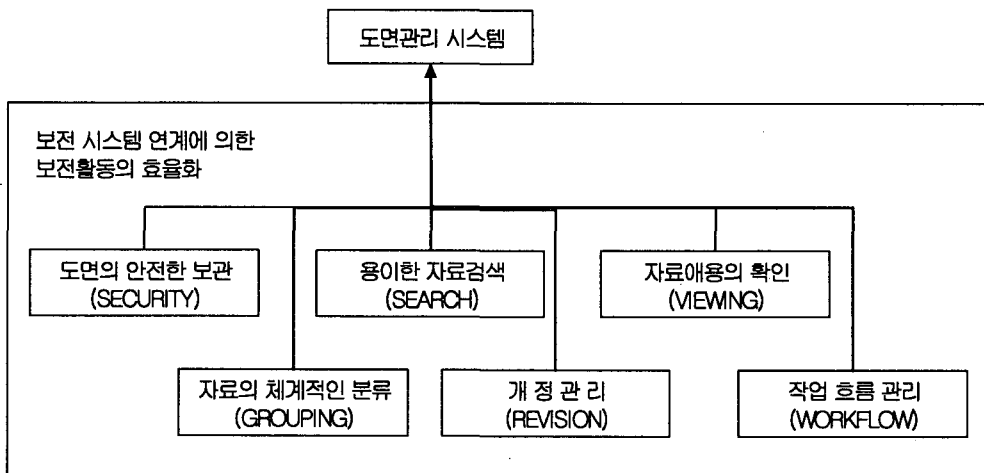 도면관리 시스템
보전 시스템 연계에 의한
보전활동의 효율화
도면의 안전한 보관
(SECURITY)
용이한 자료검색
(SEARCH)
자료애용의 확인
(VIEWING)
자료의 체계적인 분류
(GROUPING)
개 정 관 리
(REVISION)
작업 흐름 관리
(WORKFLOW)